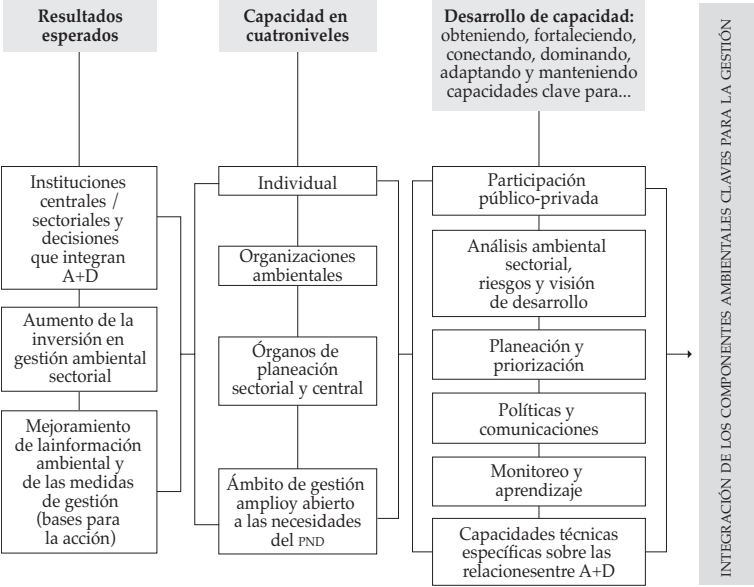 Resultados
esperados
Instituciones
centrales /
sectoriales y
decisiones
que integran
A+D
Aumento de la
inversión en
gestión ambiental
sectorial
Mejoramiento
de lainformación
ambiental y
de las medidas
de gestión
(bases para
la acción)
Capacidad en
cuatroniveles
Individual
Organizaciones
ambientales
Órganos de
planeación
sectorial y central
Ámbito de gestión
amplioy abierto
a las necesidades
del PND
Desarrollo de capacidad:
obteniendo, fortaleciendo,
conectando, dominando,
adaptando y manteniendo
capacidades clave para...
Participación
público-privada
Análisis ambiental
sectorial,
riesgos y visión
de desarrollo
Planeación y
priorización
Políticas y
comunicaciones
Monitoreo y
aprendizaje
Capacidades técnicas
específicas sobre las
relacionesentre A+D
INTEGRACIÓN DE LOS COMPONENTES AMBIENTALES CLAVES PARA LA GESTIÓN